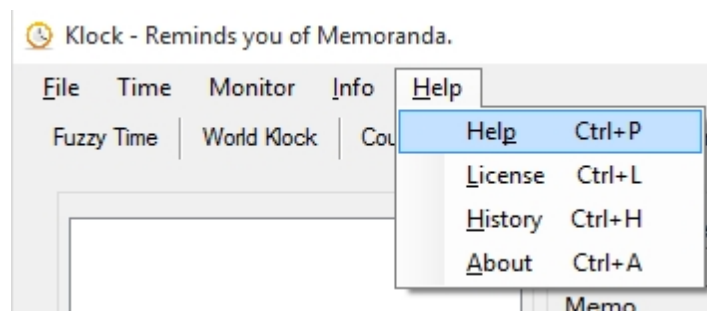 Klock - Reminds you of Memoranda.
File Time Monitor Info Help
Fuzzy Time World Klock Cou
Help Ctrl+P
License Ctrl+L
History Ctrl+H
About Ctrl+A
Memo